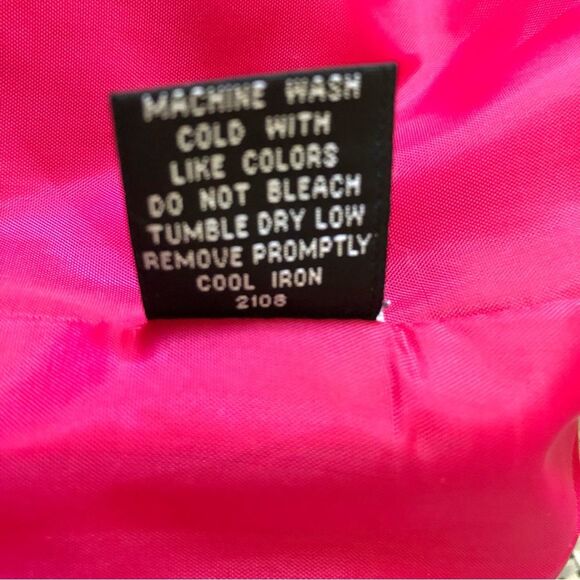 MACHINE WASH
COLD WITH
LIKE COLORS
DO NOT BLEACH
TUMBLE DRY LOW
REMOVE PROMPTLY
COOL IRON
2108